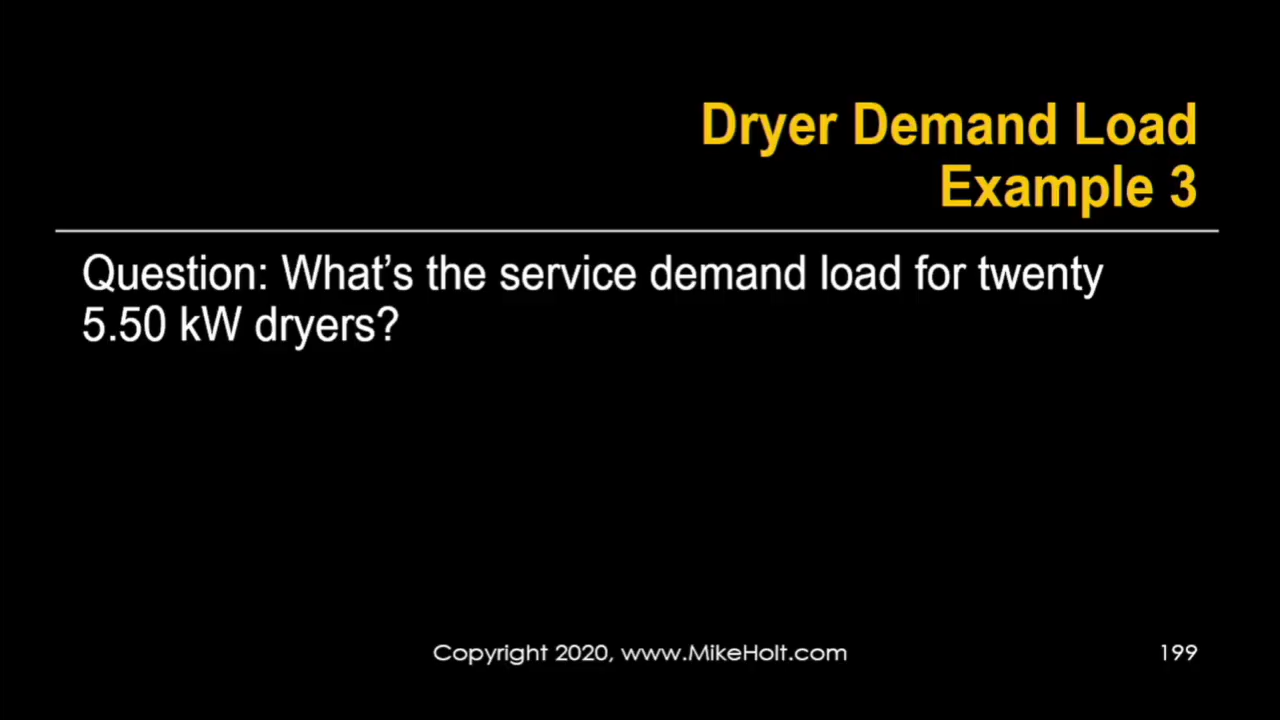 Dryer Demand Load
Example 3
Question: What’s the service demand load for twenty
5.50 kW dryers?
Copyright 2020, www.MikeHolt.com
199